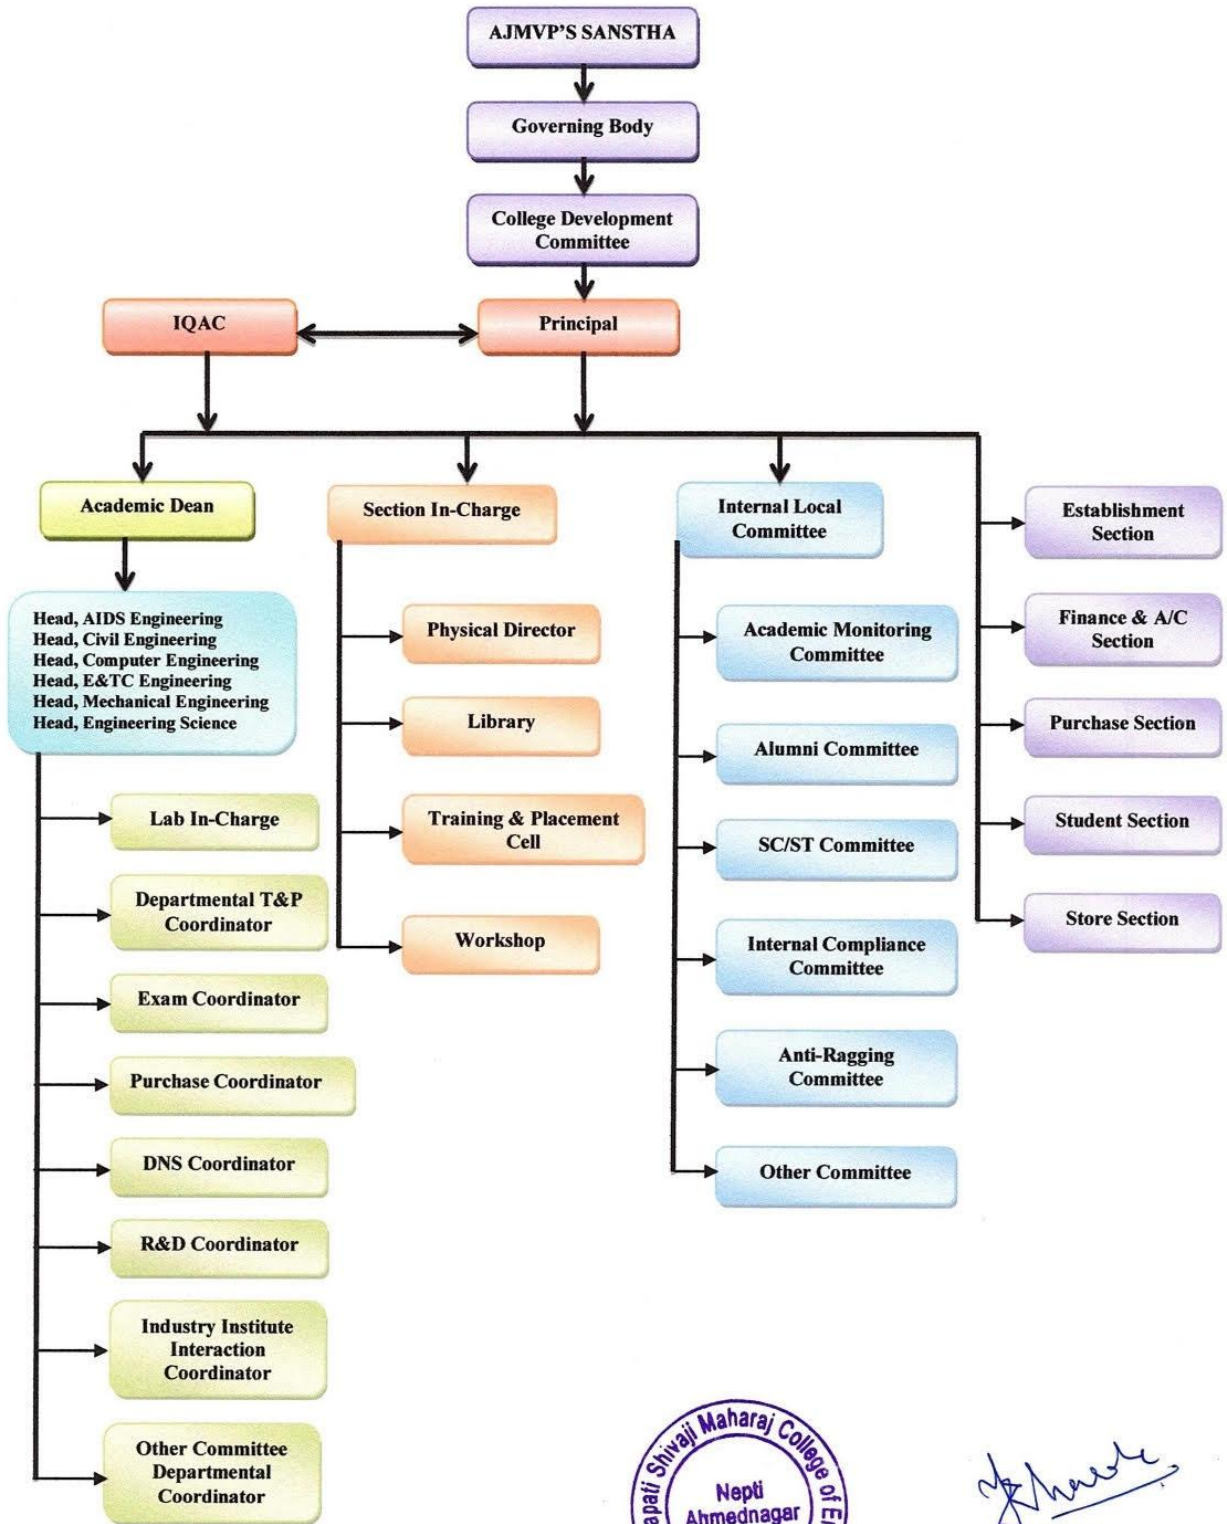 AJMVP'S SANSTHA
Governing Body
College Development
Committee
IQAC
Principal
Academic Dean
Head, AIDS Engineering
Head, Civil Engineering
Head, Computer Engineering
Head, E&TC Engineering
Head, Mechanical Engineering
Head, Engineering Science
Lab In-Charge
Departmental T&P
Coordinator
Exam Coordinator
Purchase Coordinator
DNS Coordinator
R&D Coordinator
Industry Institute
Interaction
Coordinator
Other Committee
Departmental
Coordinator
Section In-Charge
Physical Director
Library
Training & Placement
Cell
Workshop
Internal Local
Committee
Academic Monitoring
Committee
Alumni Committee
SC/ST Committee
Internal Compliance
Committee
Anti-Ragging
Committee
Other Committee
Establishment
Section
Finance & A/C
Section
Purchase Section
Student Section
Store Section
Shivaji Maharaj College of
Nepti
Ahmednagar